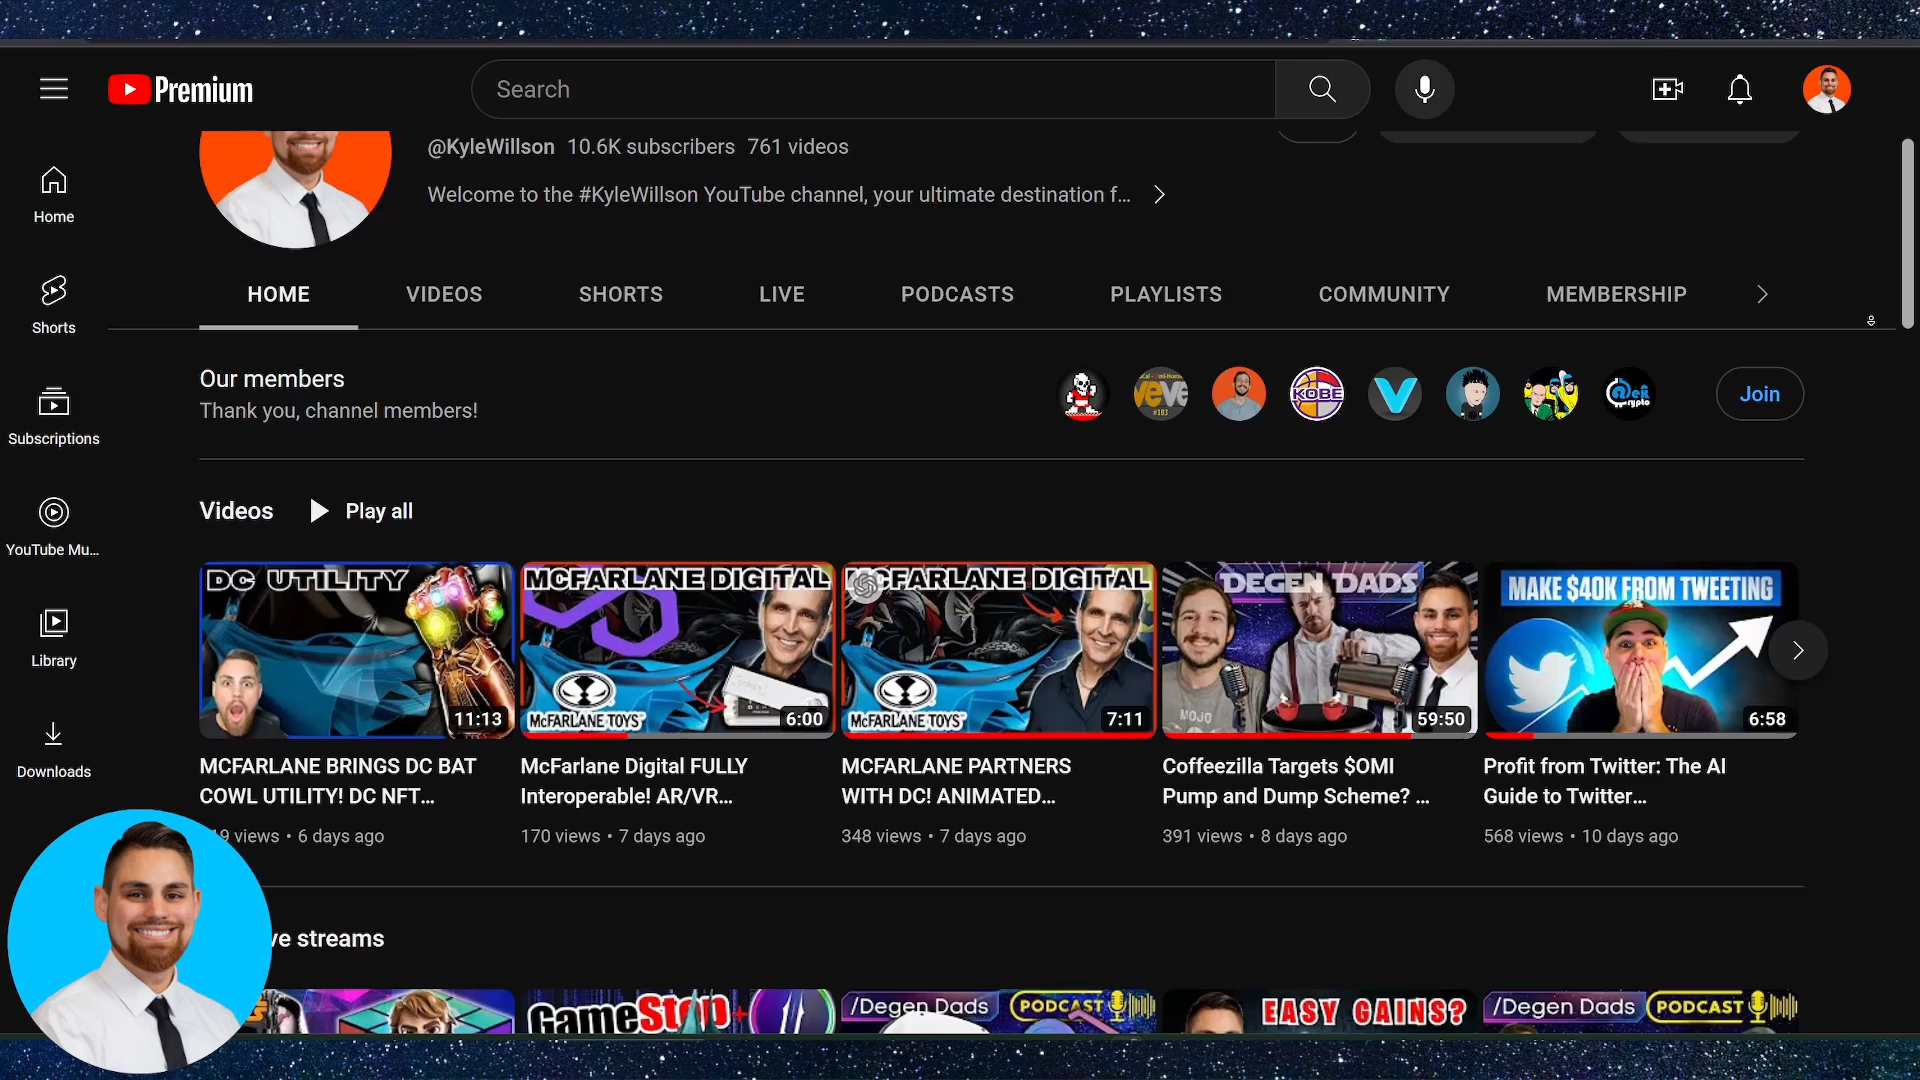 Premium
Search
@KyleWillson 10.6K subscribers 761 videos
Welcome to the #KyleWillson YouTube channel, your ultimate destination f...
Home
Shorts
Subscriptions
YouTube Mu...
Library
Downloads
HOME VIDEOS SHORTS LIVE PODCASTS PLAYLISTS COMMUNITY MEMBERSHIP
Our members
Thank you, channel members!
VEVE
#103
KOBE
Join
Videos Play all
DC UTILITY
11:13
MCFARLANE DIGITAL
McFARLANE TOYS
6:00
MCFARLANE DIGITAL
McFARLANE TOYS
7:11
DEGEN DADS
MOJO
59:50
MAKE $40K FROM TWEETING
6:58
MCFARLANE BRINGS DC BAT
COWL UTILITY! DC NFT...
views • 6 days ago
McFarlane Digital FULLY
Interoperable! AR/VR...
170 views • 7 days ago
MCFARLANE PARTNERS
WITH DC! ANIMATED...
348 views • 7 days ago
Coffeezilla Targets $OMI
Pump and Dump Scheme? ...
391 views • 8 days ago
Profit from Twitter: The AI
Guide to Twitter...
568 views • 10 days ago
ve streams
GameStop+
/Degen Dads PODCAST
EASY GAINS?
/Degen Dads PODCAST